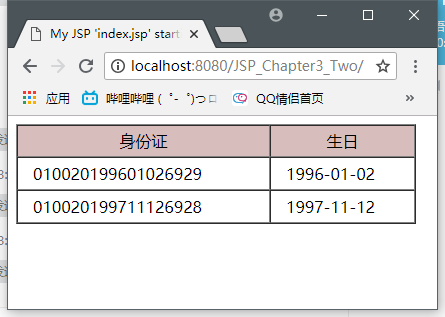 My JSP 'index.jsp' start
localhost:8080/JSP_Chapter3_Two/
应用 哔哩哔哩 ( ゜- ゜)つロ QQ情侣首页 »
身份证 生日
010020199601026929 1996-01-02
010020199711126928 1997-11-12